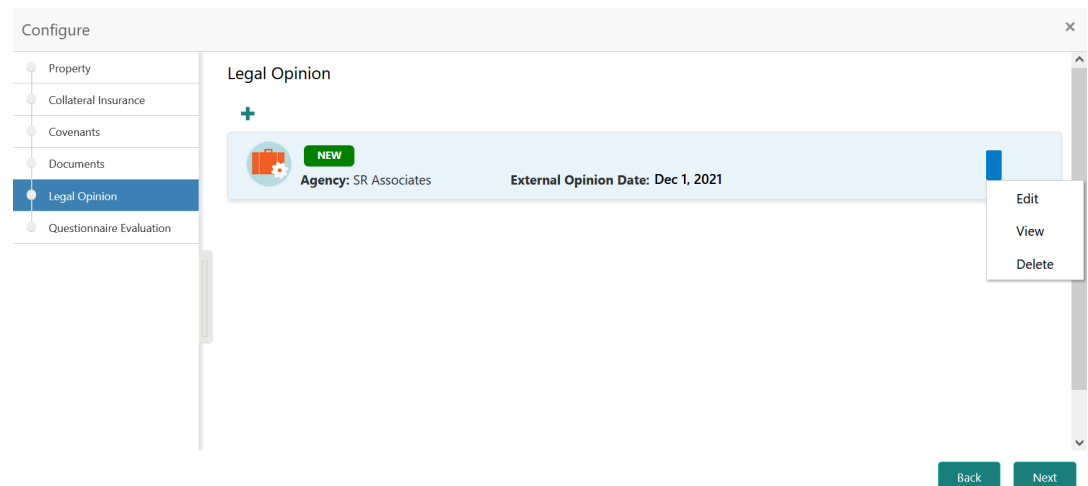 Configure
×
Property
Collateral Insurance
Covenants
Documents
Legal Opinion
Questionnaire Evaluation
Legal Opinion
+
NEW
Agency: SR Associates External Opinion Date: Dec 1, 2021
Edit
View
Delete
Back Next